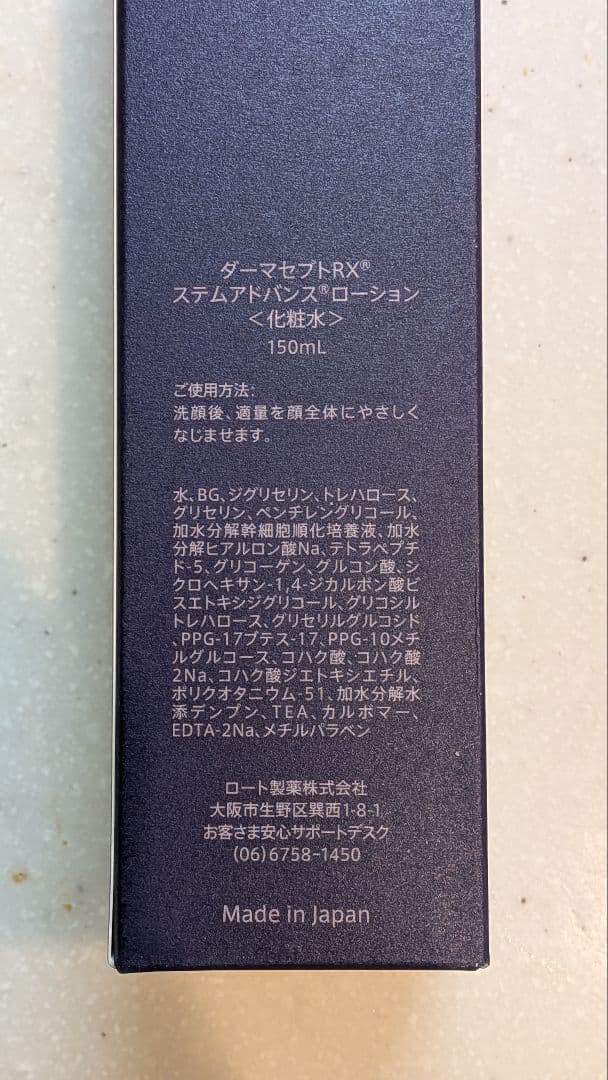 ダーマセプトRX®
ステムアドバンス®ローション
＜化粧水＞
150mL
ご使用方法:
洗顔後、適量を顔全体にやさしく
なじませます。
水、BG、ジグリセリン、トレハロース、
グリセリン、ペンチレングリコール、
加水分解幹細胞順化培養液、加水
分解ヒアルロン酸Na、テトラペプチ
ド-5、グリコーゲン、グルコン酸、シ
クロヘキサン-1,4-ジカルボン酸ビ
スエトキシジグリコール、グリコシル
トレハロース、グリセリルグルコシド
、PPG-17ブテス-17、PPG-10メチ
ルグルコース、コハク酸、コハク酸
2Na、コハク酸ジエトキシエチル、
ポリクオタニウム-51、加水分解水
添デンプン、TEA、カルボマー、
EDTA-2Na、メチルパラベン
ロート製薬株式会社
大阪市生野区巽西1-8-1
お客さま安心サポートデスク
(06)6758-1450
Made in Japan